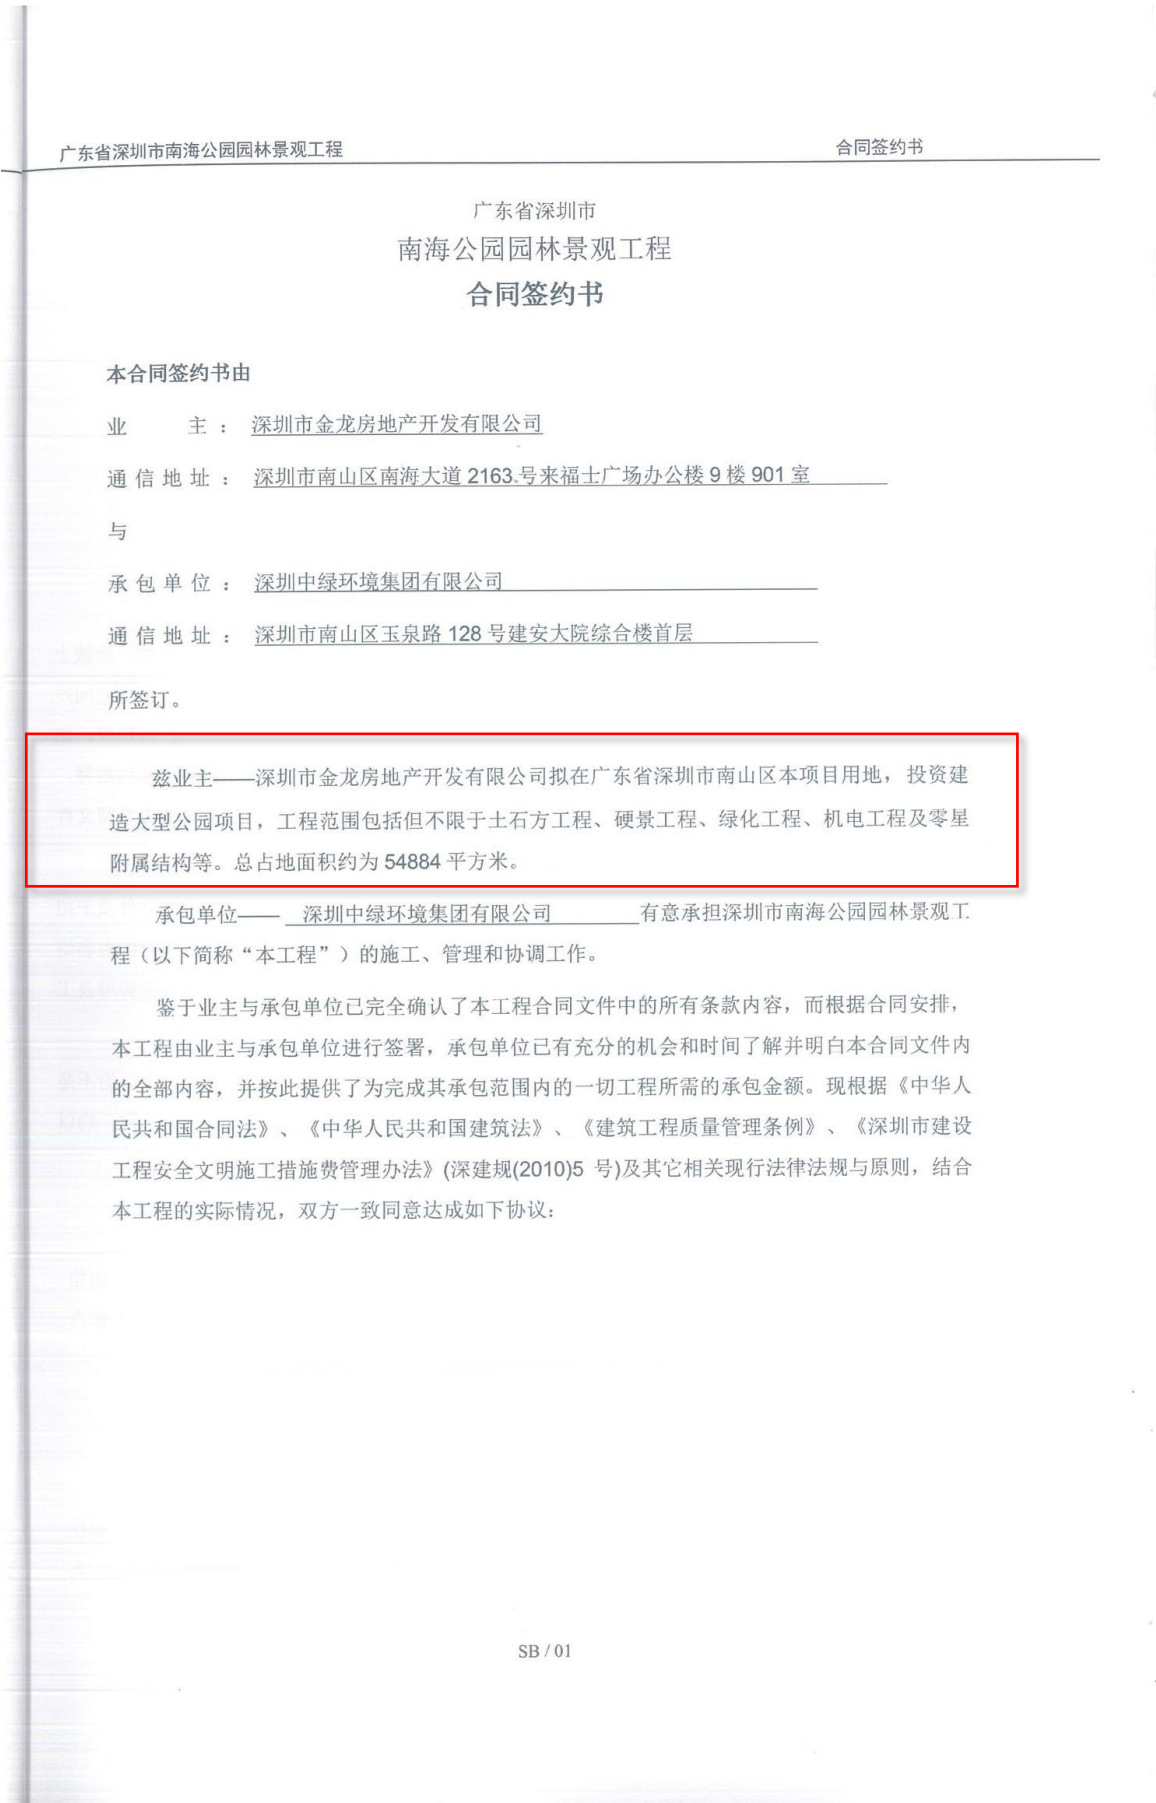 广东省深圳市南海公园园林景观工程 合同签约书
广东省深圳市
南海公园园林景观工程
合同签约书
本合同签约书由
业 主： 深圳市金龙房地产开发有限公司
通信地址： 深圳市南山区南海大道 2163 号来福士广场办公楼 9 楼 901 室
与
承包单位： 深圳中绿环境集团有限公司
通信地址： 深圳市南山区玉泉路 128 号建安大院综合楼首层
所签订。
兹业主——深圳市金龙房地产开发有限公司拟在广东省深圳市南山区本项目用地，投资建
造大型公园项目，工程范围包括但不限于土石方工程、硬景工程、绿化工程、机电工程及零星
附属结构等。总占地面积约为 54884 平方米。
承包单位—— 深圳中绿环境集团有限公司 有意承担深圳市南海公园园林景观工
程（以下简称“本工程”）的施工、管理和协调工作。
鉴于业主与承包单位已完全确认了本工程合同文件中的所有条款内容，而根据合同安排，
本工程由业主与承包单位进行签署，承包单位已有充分的机会和时间了解并明白本合同文件内
的全部内容，并按此提供了为完成其承包范围内的一切工程所需的承包金额。现根据《中华人
民共和国合同法》、《中华人民共和国建筑法》、《建筑工程质量管理条例》、《深圳市建设
工程安全文明施工措施费管理办法》(深建规(2010)5 号)及其它相关现行法律法规与原则，结合
本工程的实际情况，双方一致同意达成如下协议：
SB / 01